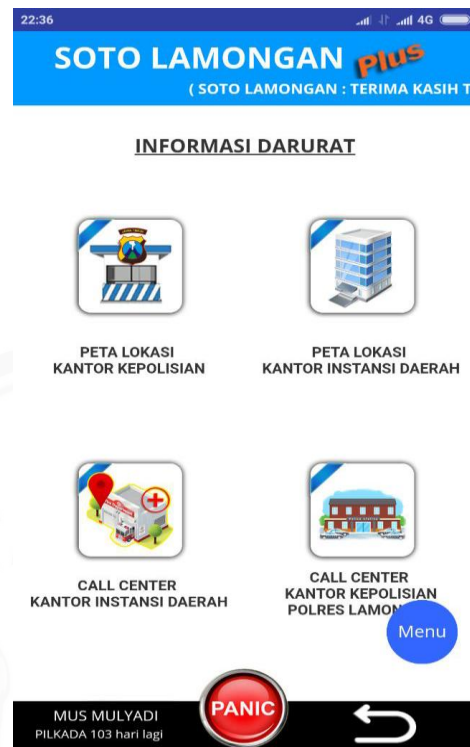 22:36
4G
SOTO LAMONGAN Plus
( SOTO LAMONGAN : TERIMA KASIH T
INFORMASI DARURAT
PETA LOKASI
KANTOR KEPOLISIAN
PETA LOKASI
KANTOR INSTANSI DAERAH
CALL CENTER
KANTOR INSTANSI DAERAH
CALL CENTER
KANTOR KEPOLISIAN
POLRES LAMON
Menu
MUS MULYADI
PILKADA 103 hari lagi
PANIC